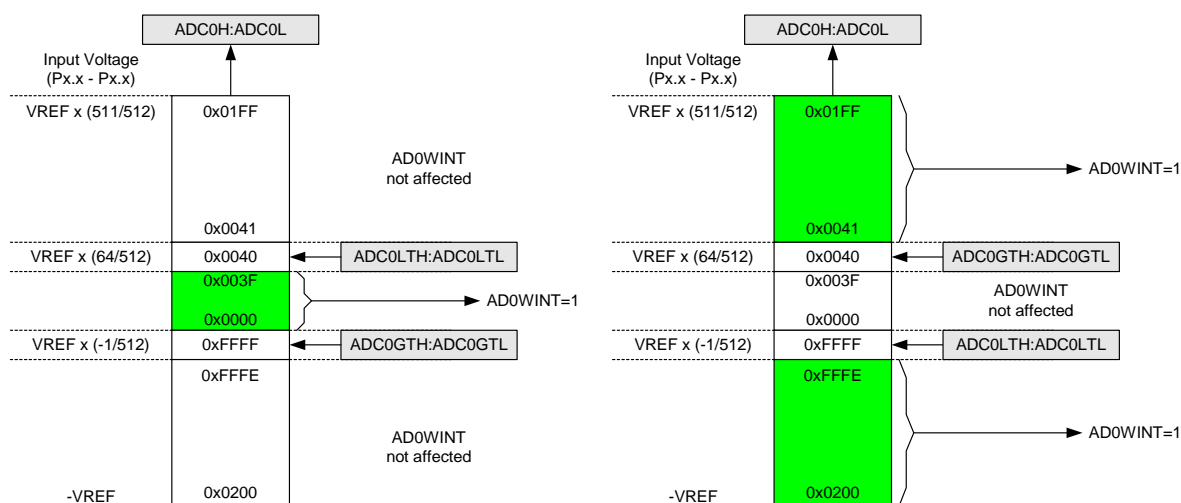 ADC0H:ADC0L
Input Voltage
(Px.x - Px.x)
VREF x (511/512)
0x01FF
AD0WINT
not affected
0x0041
VREF x (64/512)
0x0040
ADC0LTH:ADC0LTL
0x003F
AD0WINT=1
0x0000
VREF x (-1/512)
0xFFFF
ADC0GTH:ADC0GTL
0xFFFE
AD0WINT
not affected
-VREF
0x0200
ADC0H:ADC0L
Input Voltage
(Px.x - Px.x)
VREF x (511/512)
0x01FF
AD0WINT=1
0x0041
VREF x (64/512)
0x0040
ADC0GTH:ADC0GTL
0x003F
AD0WINT
not affected
0x0000
VREF x (-1/512)
0xFFFF
ADC0LTH:ADC0LTL
0xFFFE
AD0WINT=1
-VREF
0x0200